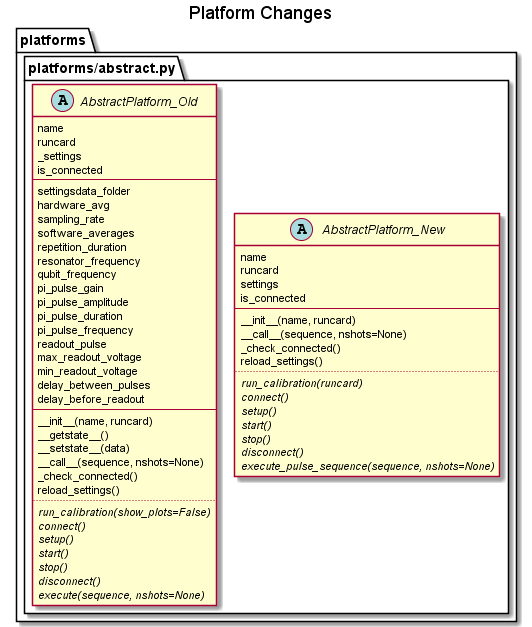 Platform Changes
platforms
platforms/abstract.py
A AbstractPlatform_Old
name
runcard
_settings
is_connected
settingsdata_folder
hardware_avg
sampling_rate
software_averages
repetition_duration
resonator_frequency
qubit_frequency
pi_pulse_gain
pi_pulse_amplitude
pi_pulse_duration
pi_pulse_frequency
readout_pulse
max_readout_voltage
min_readout_voltage
delay_between_pulses
delay_before_readout
__init__(name, runcard)
__getstate__()
__setstate__(data)
__call__(sequence, nshots=None)
_check_connected()
reload_settings()
run_calibration(show_plots=False)
connect()
setup()
start()
stop()
disconnect()
execute(sequence, nshots=None)
A AbstractPlatform_New
name
runcard
settings
is_connected
__init__(name, runcard)
__call__(sequence, nshots=None)
_check_connected()
reload_settings()
run_calibration(runcard)
connect()
setup()
start()
stop()
disconnect()
execute_pulse_sequence(sequence, nshots=None)